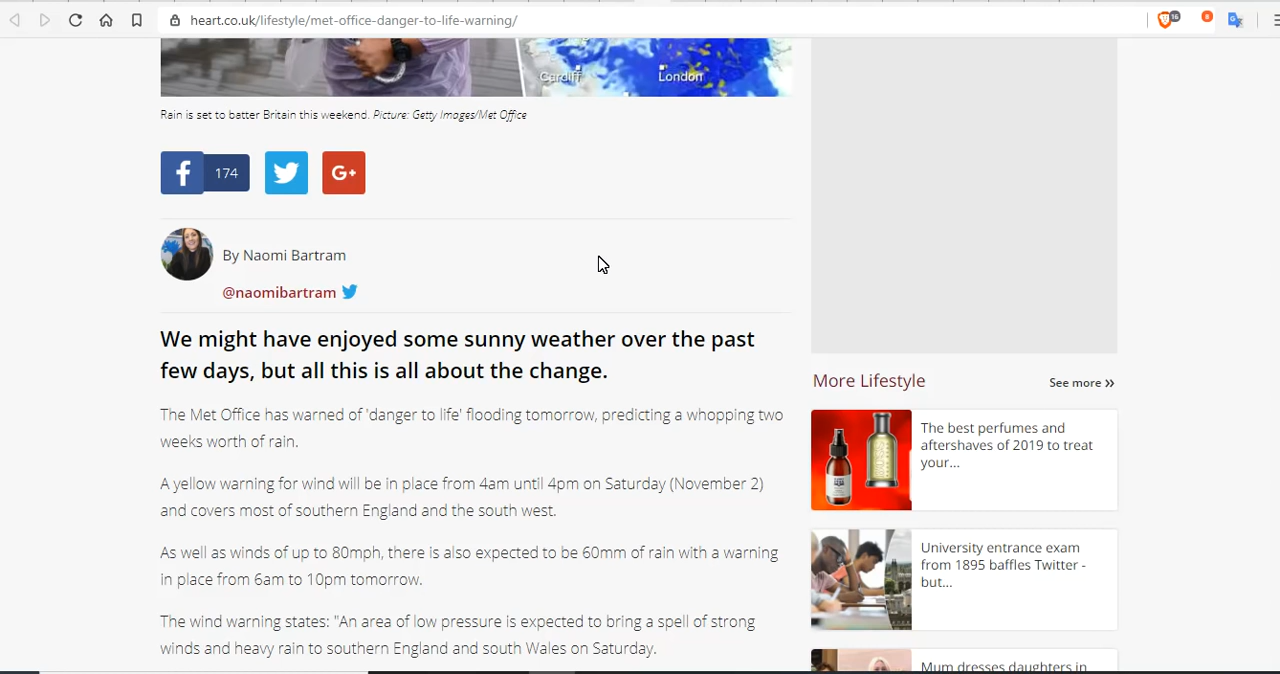 heart.co.uk/lifestyle/met-office-danger-to-life-warning/
16
8
Cardiff
London
Rain is set to batter Britain this weekend. Picture: Getty Images/Met Office
174
G+
By Naomi Bartram
@naomibartram
We might have enjoyed some sunny weather over the past
few days, but all this is all about the change.
The Met Office has warned of 'danger to life' flooding tomorrow, predicting a whopping two
weeks worth of rain.
A yellow warning for wind will be in place from 4am until 4pm on Saturday (November 2)
and covers most of southern England and the south west.
As well as winds of up to 80mph, there is also expected to be 60mm of rain with a warning
in place from 6am to 10pm tomorrow.
The wind warning states: "An area of low pressure is expected to bring a spell of strong
winds and heavy rain to southern England and south Wales on Saturday.
More Lifestyle
See more »
The best perfumes and
aftershaves of 2019 to treat
your...
University entrance exam
from 1895 baffles Twitter -
but...
Mum dresses daughters in